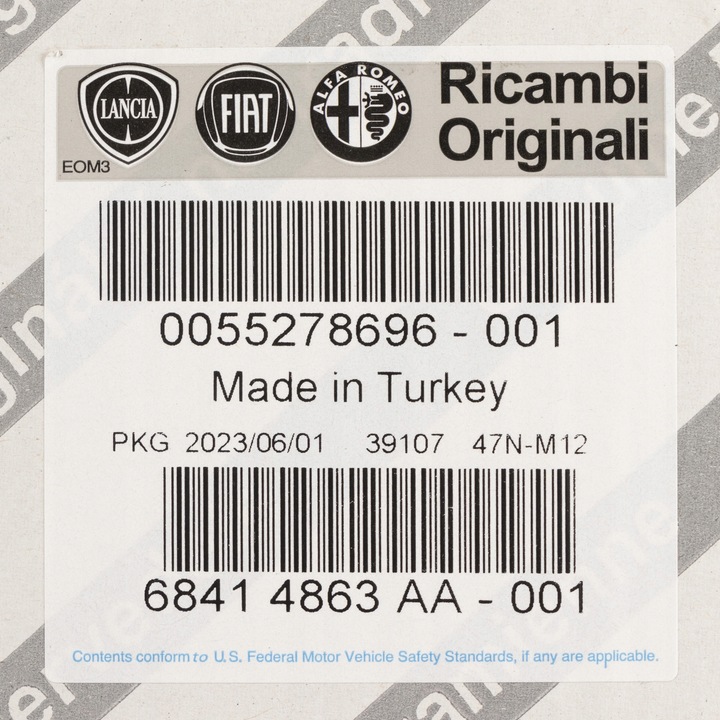 LANCIA
FIAT
ALFA ROMEO
Ricambi
Originali
EOM3
0055278696 - 001
Made in Turkey
PKG 2023/06/01 39107 47N-M12
6841 4863 AA - 001
Contents conform to U.S. Federal Motor Vehicle Safety Standards, if any are applicable.